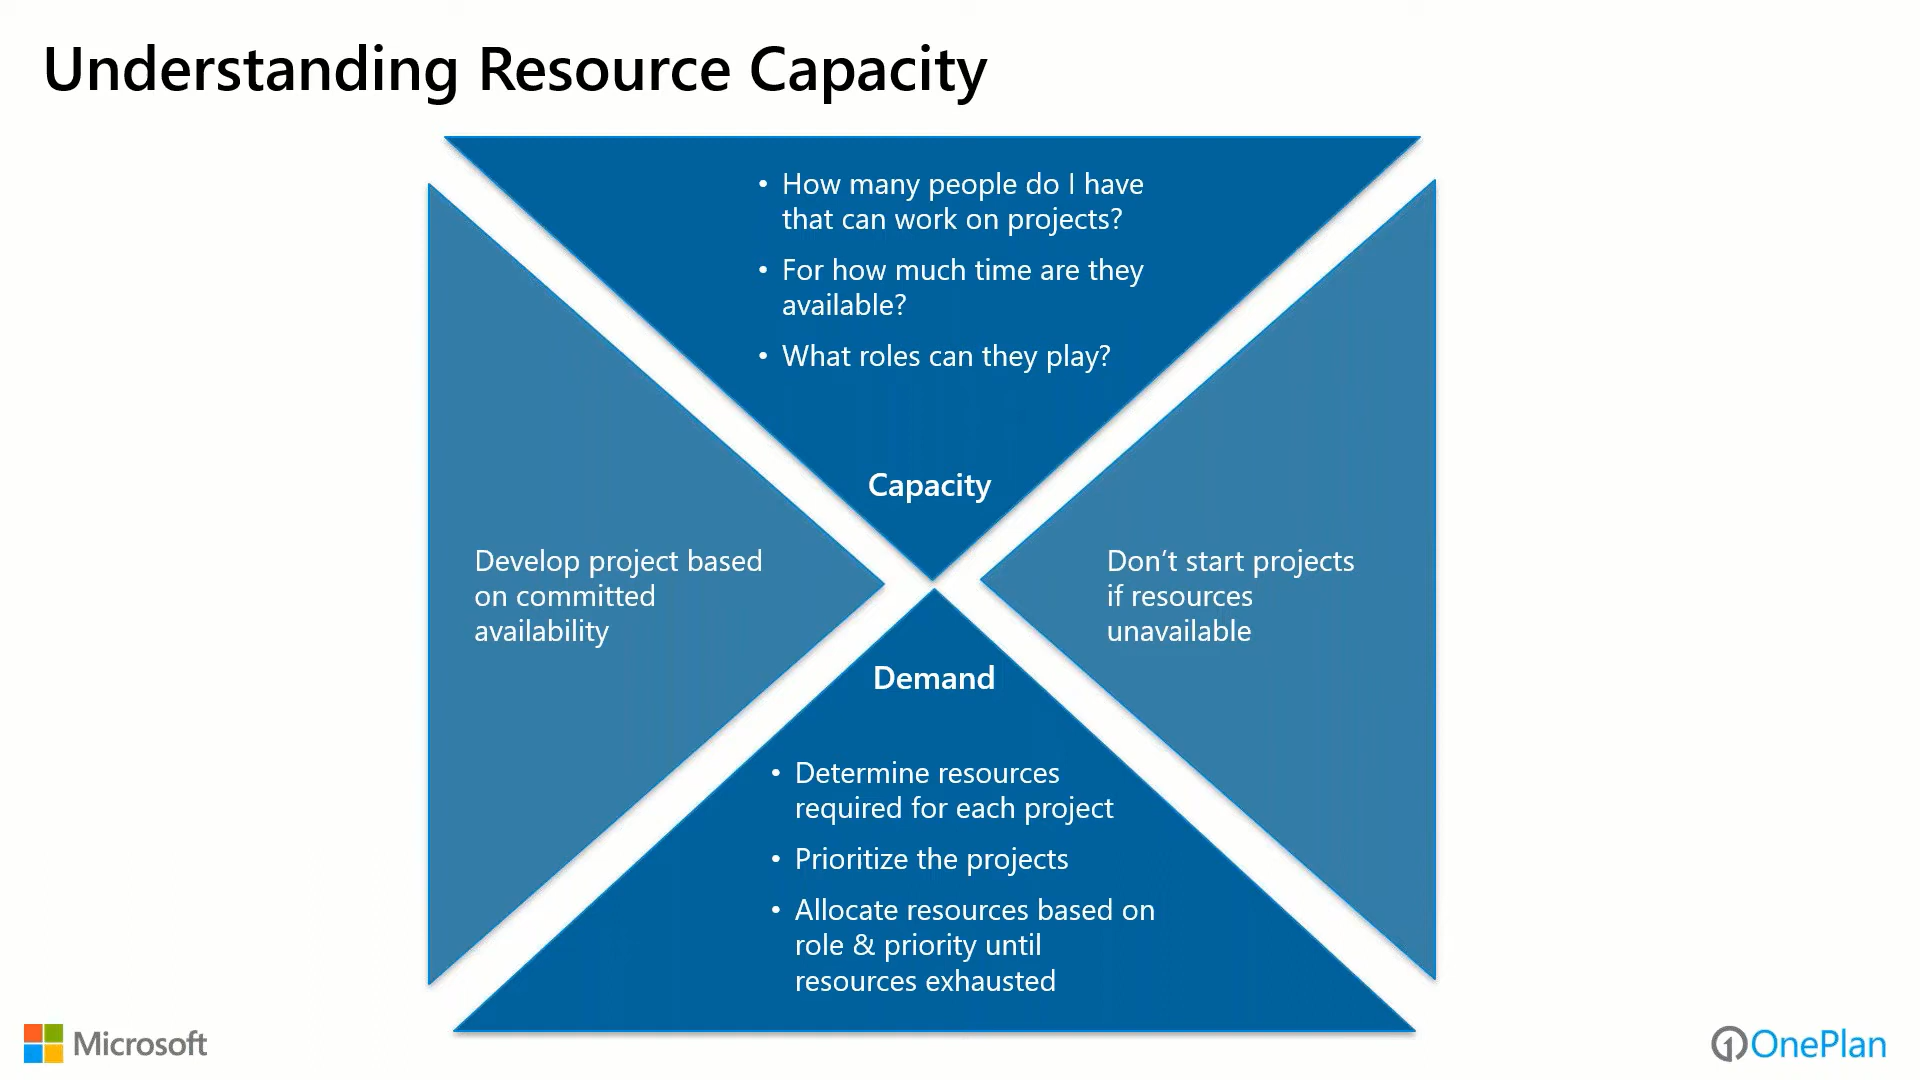 Understanding Resource Capacity
• How many people do I have
that can work on projects?
• For how much time are they
available?
• What roles can they play?
Capacity
Develop project based
on committed
availability
Don’t start projects
if resources
unavailable
Demand
• Determine resources
required for each project
• Prioritize the projects
• Allocate resources based on
role & priority until
resources exhausted
Microsoft
OnePlan